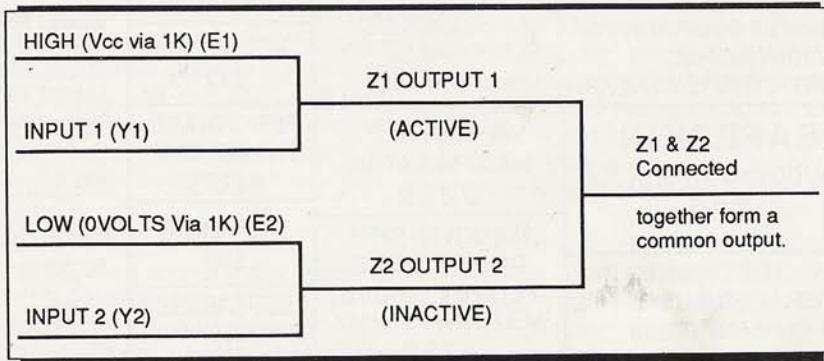 HIGH (Vcc via 1K) (E1)
Z1 OUTPUT 1
INPUT 1 (Y1)
(ACTIVE)
Z1 & Z2
Connected
LOW (0VOLTS Via 1K) (E2)
together form a
common output.
Z2 OUTPUT 2
INPUT 2 (Y2)
(INACTIVE)